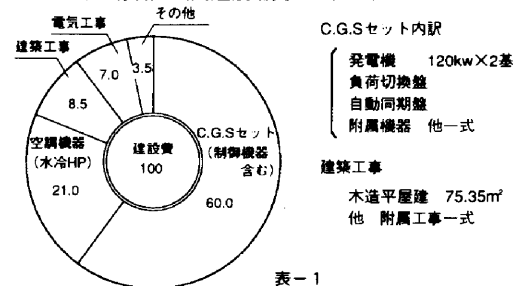 その他
電気工事
建築工事
3.5
7.0
8.5
空調機器
(水冷HP)
21.0
建設費
100
C.G.Sセット
(制御機器
含む)
60.0
C.G.Sセット内訳
発電機 120kw×2基
負荷切換盤
自動同期盤
附属機器 他一式
建築工事
木造平屋建 75.35㎡
他 附属工事一式
表-1